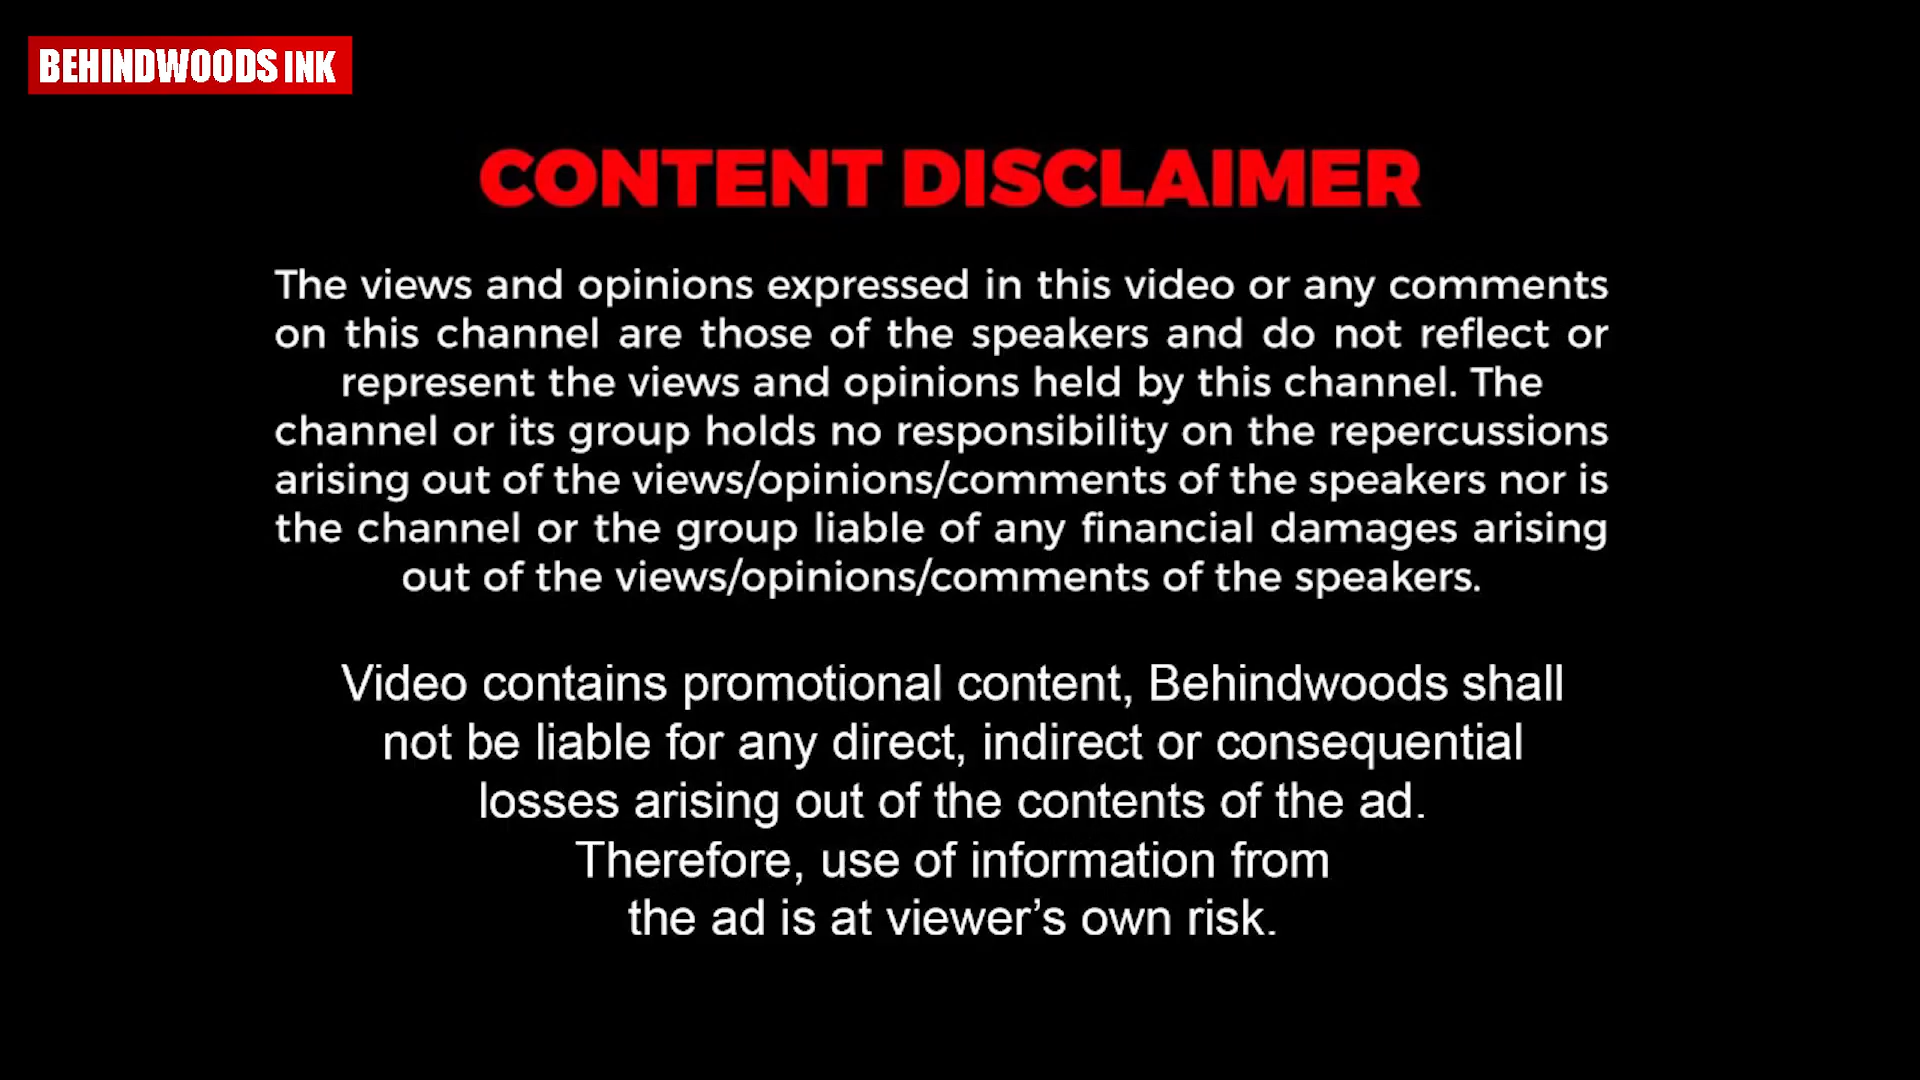 BEHINDWOODS INK
CONTENT DISCLAIMER
The views and opinions expressed in this video or any comments
on this channel are those of the speakers and do not reflect or
represent the views and opinions held by this channel. The
channel or its group holds no responsibility on the repercussions
arising out of the views/opinions/comments of the speakers nor is
the channel or the group liable of any financial damages arising
out of the views/opinions/comments of the speakers.
Video contains promotional content, Behindwoods shall
not be liable for any direct, indirect or consequential
losses arising out of the contents of the ad.
Therefore, use of information from
the ad is at viewer’s own risk.